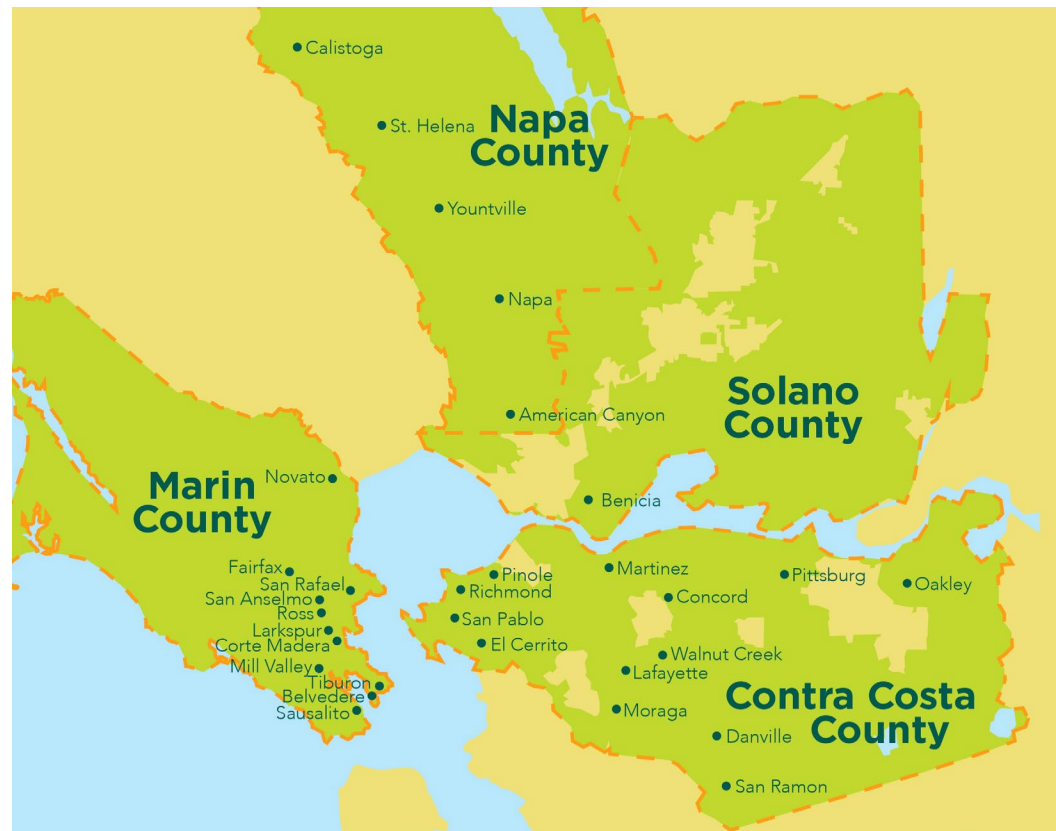 Calistoga
St. Helena
Napa
County
Yountville
Napa
American Canyon
Solano
County
Marin
County
Novato
Benicia
Fairfax
San Rafael
San Anselmo
Ross
Larkspur
Corte Madera
Mill Valley
Tiburon
Belvedere
Sausalito
Pinole
Richmond
San Pablo
El Cerrito
Martinez
Concord
Pittsburg
Oakley
Walnut Creek
Lafayette
Moraga
Contra Costa
County
Danville
San Ramon